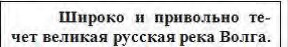 Широко и привольно те-
чет великая русская река Волга.